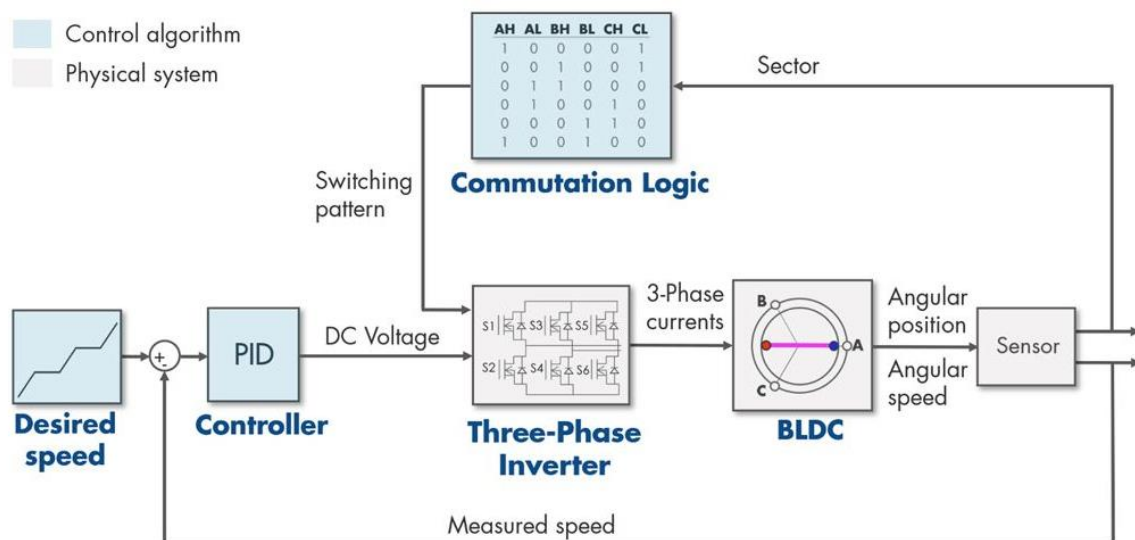 Control algorithm
Physical system
AH AL BH BL CH CL
1 0 0 0 0 1
0 0 1 0 0 1
0 1 1 0 0 0
0 1 0 0 1 0
0 0 0 1 1 0
1 0 0 1 0 0
Commutation Logic
Sector
Switching
pattern
Desired
speed
+
-
PID
Controller
DC Voltage
S1 S3 S5
S2 S4 S6
Three-Phase
Inverter
3-Phase
currents
B
A
C
BLDC
Angular
position
Angular
speed
Sensor
Measured speed